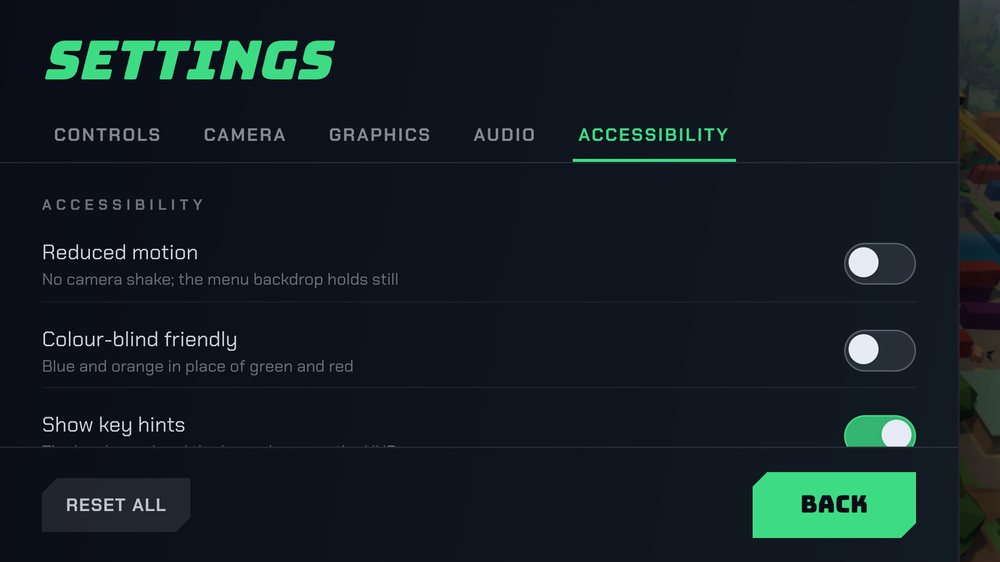 SETTINGS
CONTROLS CAMERA GRAPHICS AUDIO ACCESSIBILITY
ACCESSIBILITY
Reduced motion
No camera shake; the menu backdrop holds still
Colour-blind friendly
Blue and orange in place of green and red
Show key hints
RESET ALL
BACK